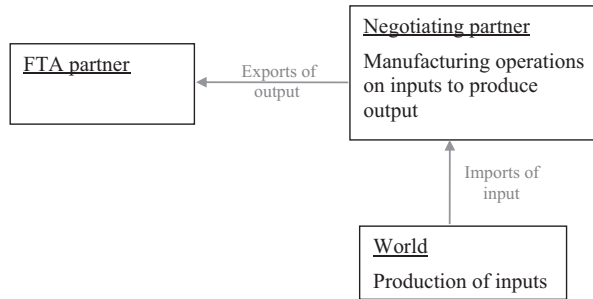 FTA partner
Exports of
output
Negotiating partner
Manufacturing operations
on inputs to produce
output
Imports of
input
World
Production of inputs